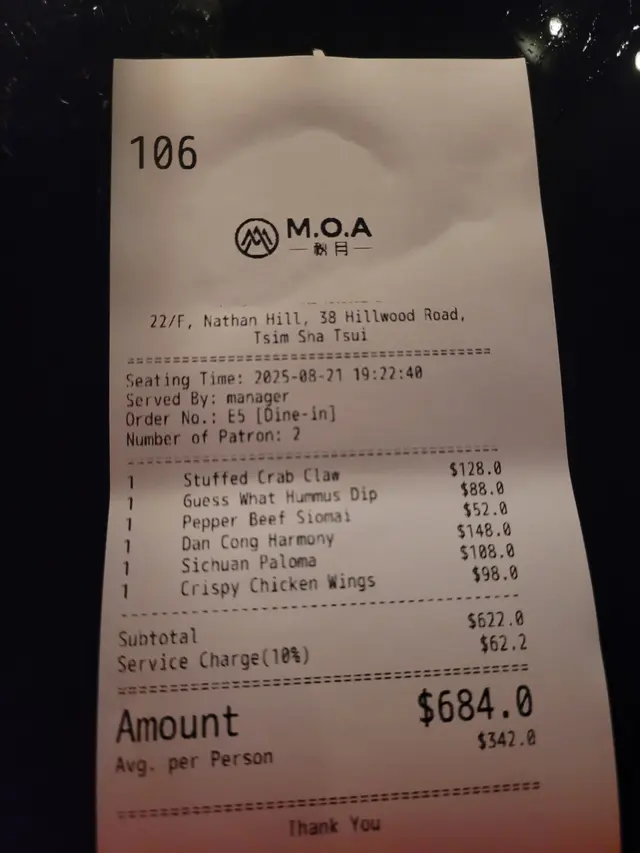 106
M.O.A
秋月
22/F, Nathan Hill, 38 Hillwood Road,
Tsim Sha Tsui
Seating Time: 2025-08-21 19:22:40
Served By: manager
Order No.: E5 [Dine-in]
Number of Patron: 2
1 Stuffed Crab Claw $128.0
1 Guess What Hummus Dip $88.0
1 Pepper Beef Siomai $52.0
1 Dan Cong Harmony $148.0
1 Sichuan Paloma $108.0
1 Crispy Chicken Wings $98.0
Subtotal $622.0
Service Charge(10%) $62.2
Amount $684.0
Avg. per Person $342.0
Thank You